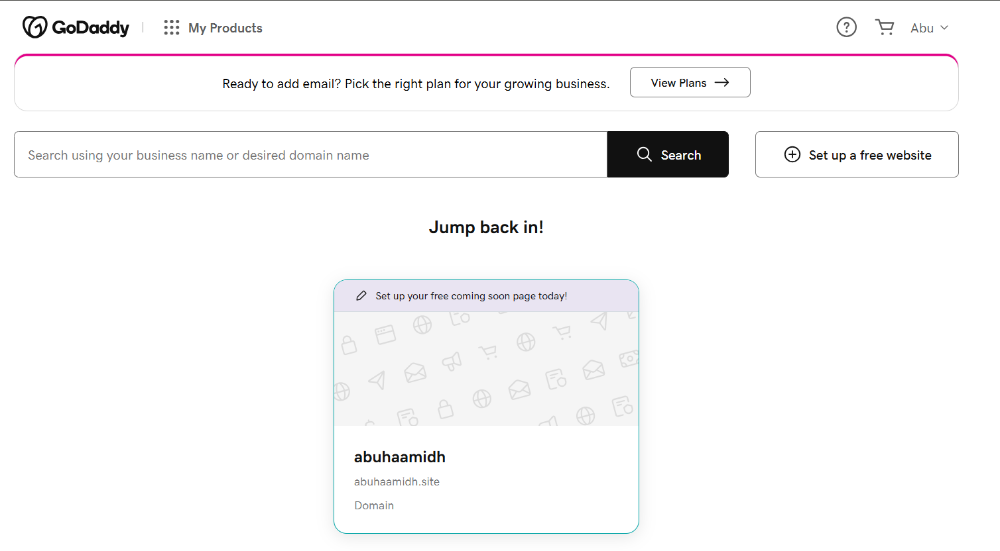 GoDaddy My Products Abu
Ready to add email? Pick the right plan for your growing business. View Plans
Search using your business name or desired domain name Search Set up a free website
Jump back in!
Set up your free coming soon page today!
abuhaamidh
abuhaamidh.site
Domain